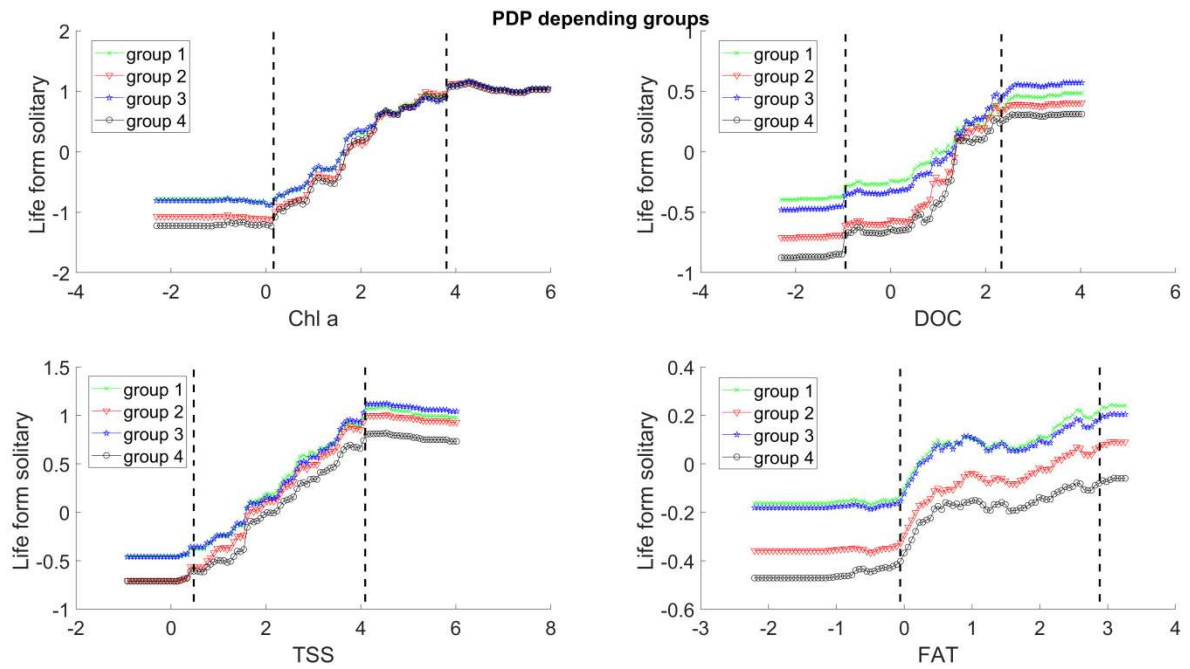 PDP depending groups
Life form solitary
2
1
0
-1
-2
group 1
group 2
group 3
group 4
-4
-2
0
2
4
6
Chl a
Life form solitary
1
0.5
0
-0.5
-1
group 1
group 2
group 3
group 4
-4
-2
0
2
4
6
DOC
Life form solitary
1.5
1
0.5
0
-0.5
-1
group 1
group 2
group 3
group 4
-2
0
2
4
6
8
TSS
Life form solitary
0.4
0.2
0
-0.2
-0.4
-0.6
group 1
group 2
group 3
group 4
-3
-2
-1
0
1
2
3
4
FAT